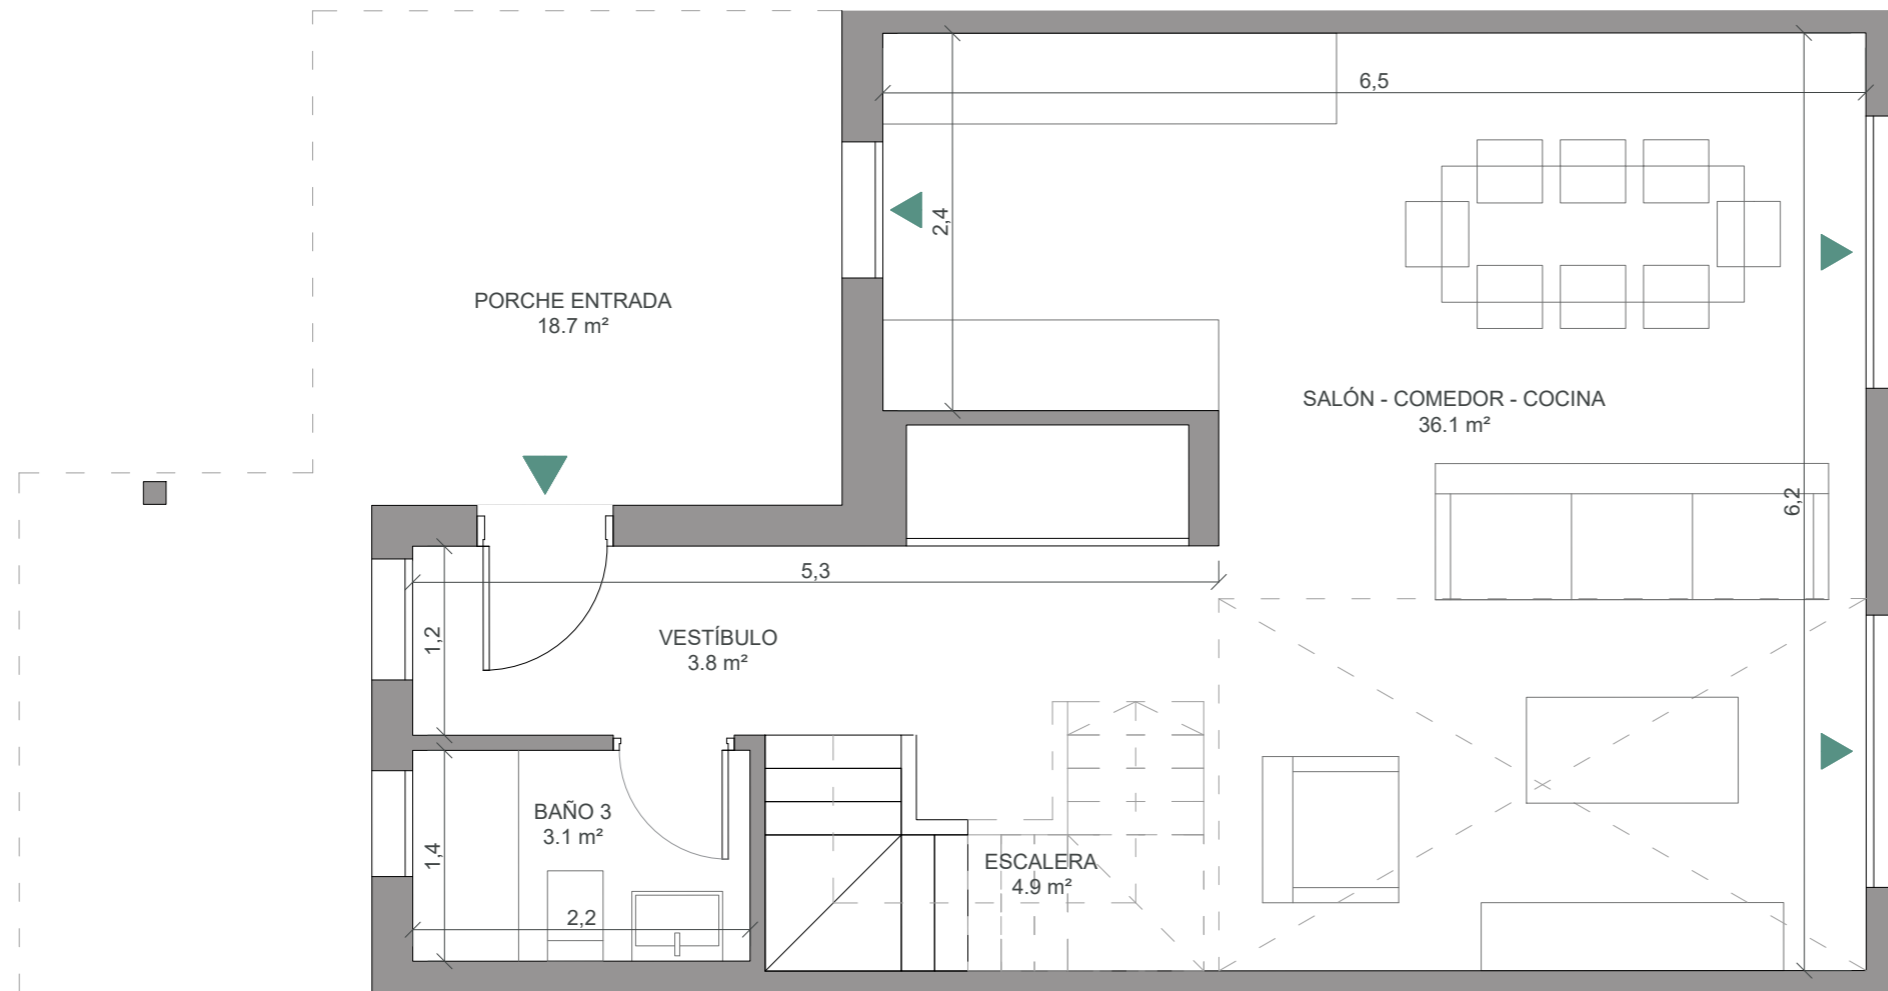 6,5
2,4
PORCHE ENTRADA
18.7 m²
SALÓN - COMEDOR - COCINA
36.1 m²
6,2
5,3
1,2
VESTÍBULO
3.8 m²
BAÑO 3
3.1 m²
1,4
ESCALERA
4.9 m²
2,2